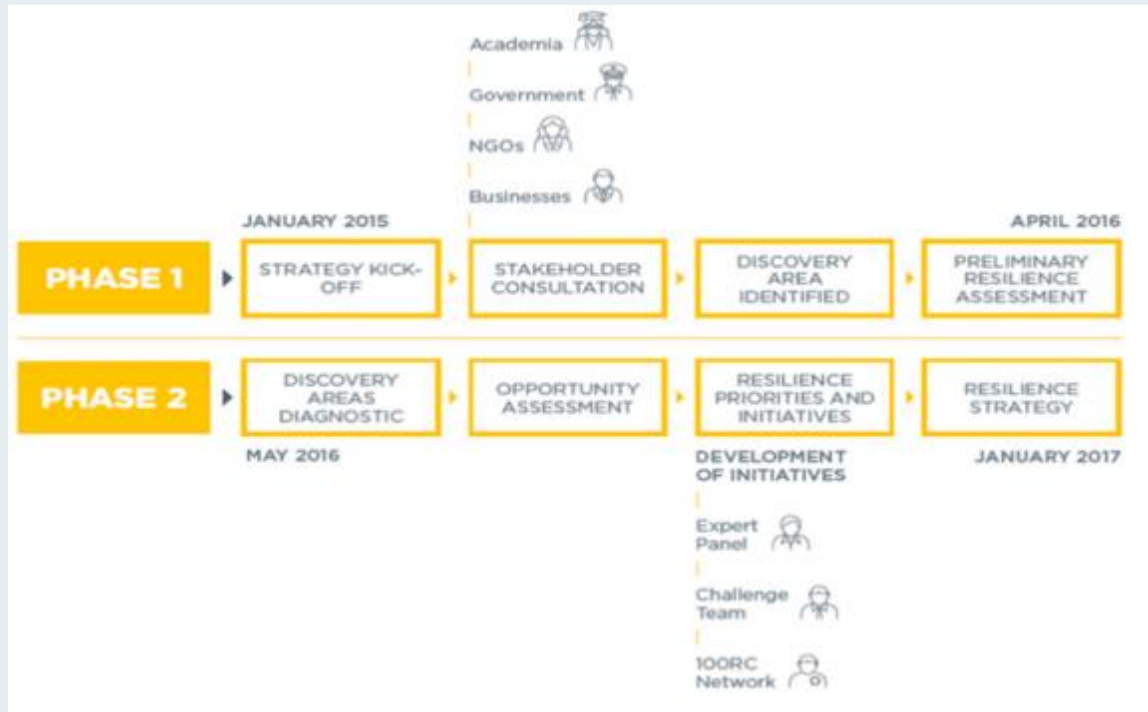 Academia
Government
NGOs
Businesses
JANUARY 2015
APRIL 2016
PHASE 1
STRATEGY KICK-
OFF
STAKEHOLDER
CONSULTATION
DISCOVERY
AREA
IDENTIFIED
PRELIMINARY
RESILIENCE
ASSESSMENT
PHASE 2
DISCOVERY
AREAS
DIAGNOSTIC
OPPORTUNITY
ASSESSMENT
RESILIENCE
PRIORITIES AND
INITIATIVES
RESILIENCE
STRATEGY
MAY 2016
DEVELOPMENT
OF INITIATIVES
JANUARY 2017
Expert
Panel
Challenge
Team
100RC
Network